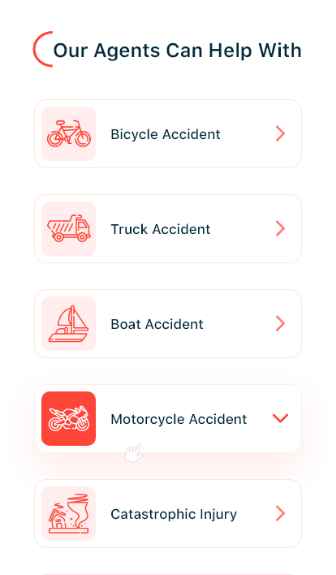 Our Agents Can Help With
Bicycle Accident
Truck Accident
Boat Accident
Motorcycle Accident
Catastrophic Injury